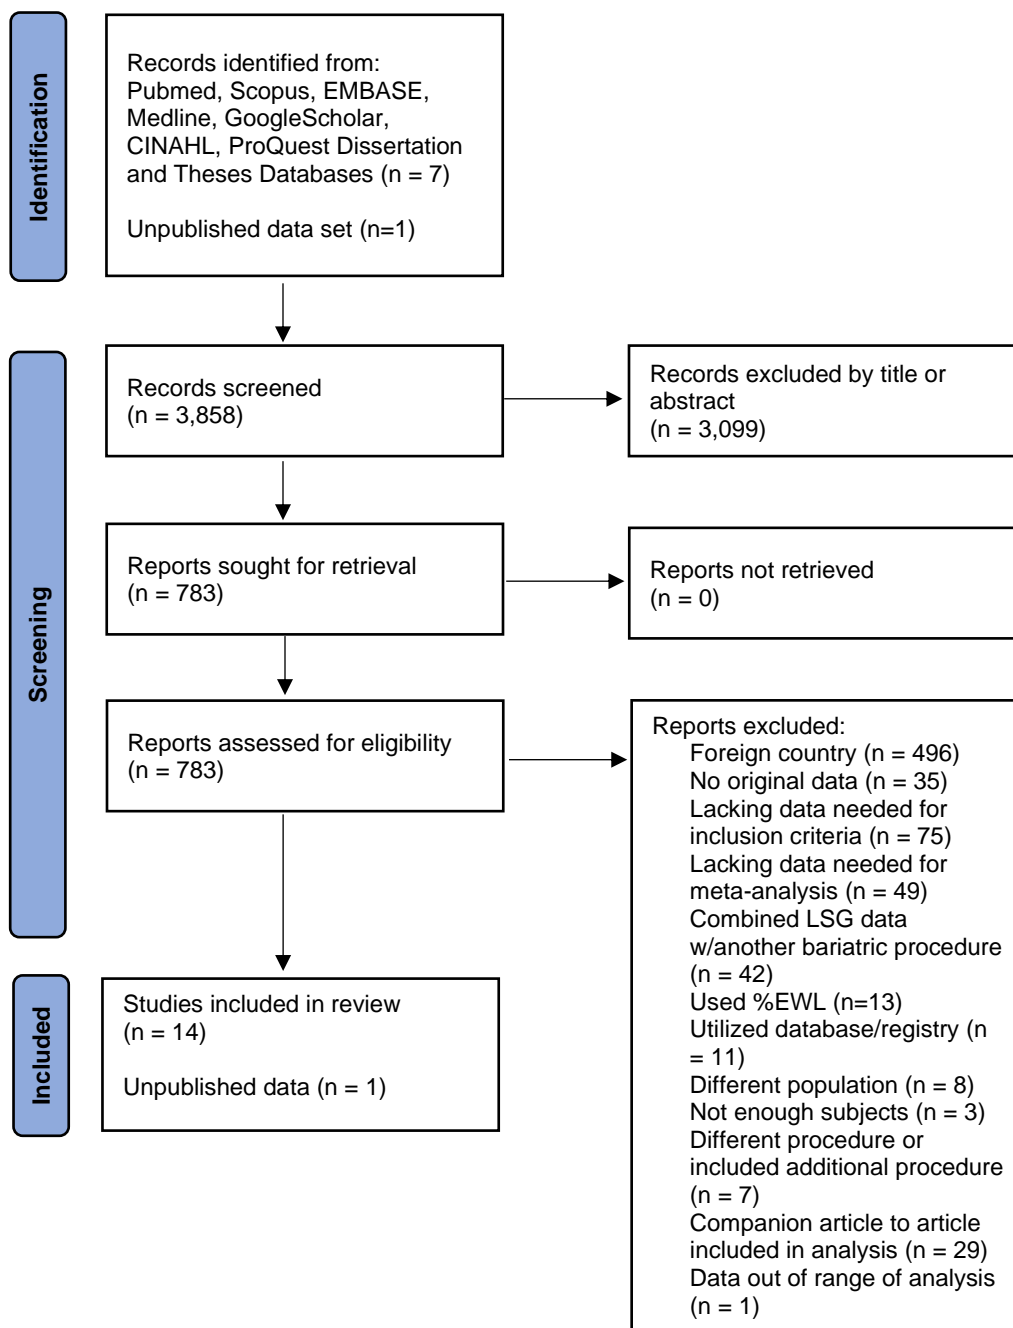 Identification
Records identified from:
Pubmed, Scopus, EMBASE,
Medline, GoogleScholar,
CINAHL, ProQuest Dissertation
and Theses Databases (n = 7)
Unpublished data set (n=1)
Screening
Records screened
(n = 3,858)
Records excluded by title or
abstract
(n = 3,099)
Reports sought for retrieval
(n = 783)
Reports not retrieved
(n = 0)
Reports assessed for eligibility
(n = 783)
Reports excluded:
Foreign country (n = 496)
No original data (n = 35)
Lacking data needed for
inclusion criteria (n = 75)
Lacking data needed for
meta-analysis (n = 49)
Combined LSG data
w/another bariatric procedure
(n = 42)
Used %EWL (n=13)
Utilized database/registry (n
= 11)
Different population (n = 8)
Not enough subjects (n = 3)
Different procedure or
included additional procedure
(n = 7)
Companion article to article
included in analysis (n = 29)
Data out of range of analysis
(n = 1)
Included
Studies included in review
(n = 14)
Unpublished data (n = 1)